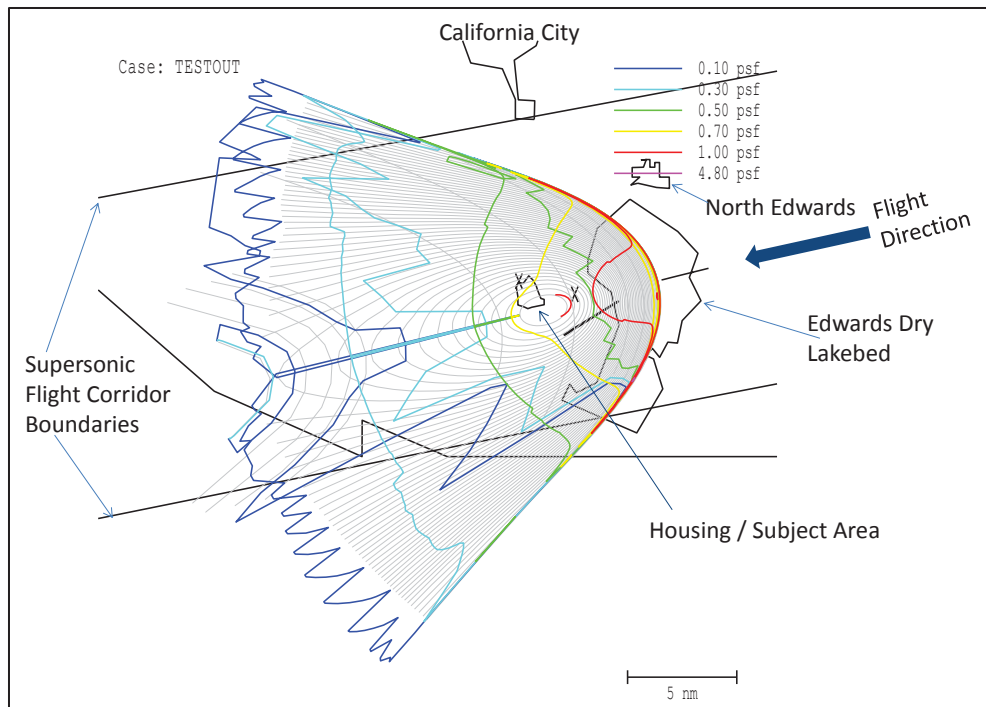 California City
Case: TESTOUT
0.10 psf
0.30 psf
0.50 psf
0.70 psf
1.00 psf
4.80 psf
North Edwards
Flight
Direction
X
X
Edwards Dry
Lakebed
Supersonic
Flight Corridor
Boundaries
Housing / Subject Area
5 nm